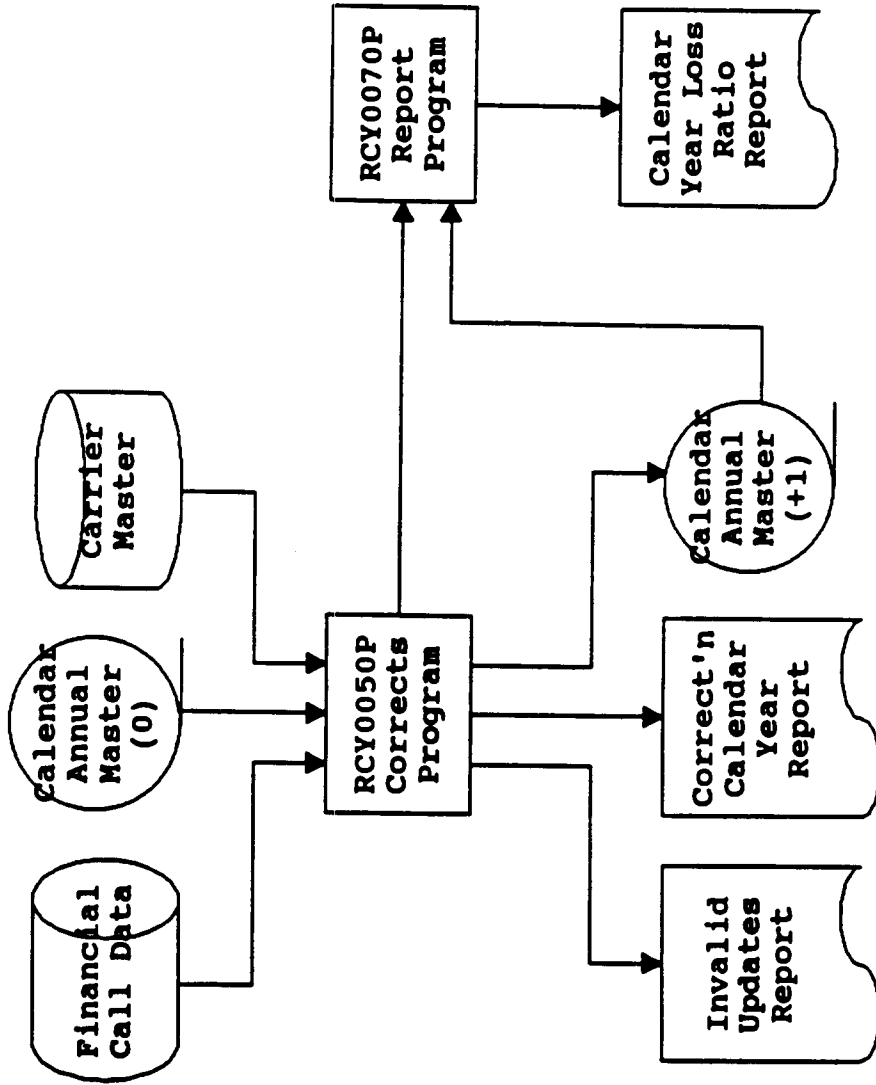 Financial
Call Data
Calendar
Annual
Master
(0)
Carrier
Master
RCY0050P
Corrects
Program
RCY0070P
Report
Program
Invalid
Updates
Report
Correct'n
Calendar
Year
Report
Calendar
Annual
Master
(+1)
Calendar
Year Loss
Ratio
Report